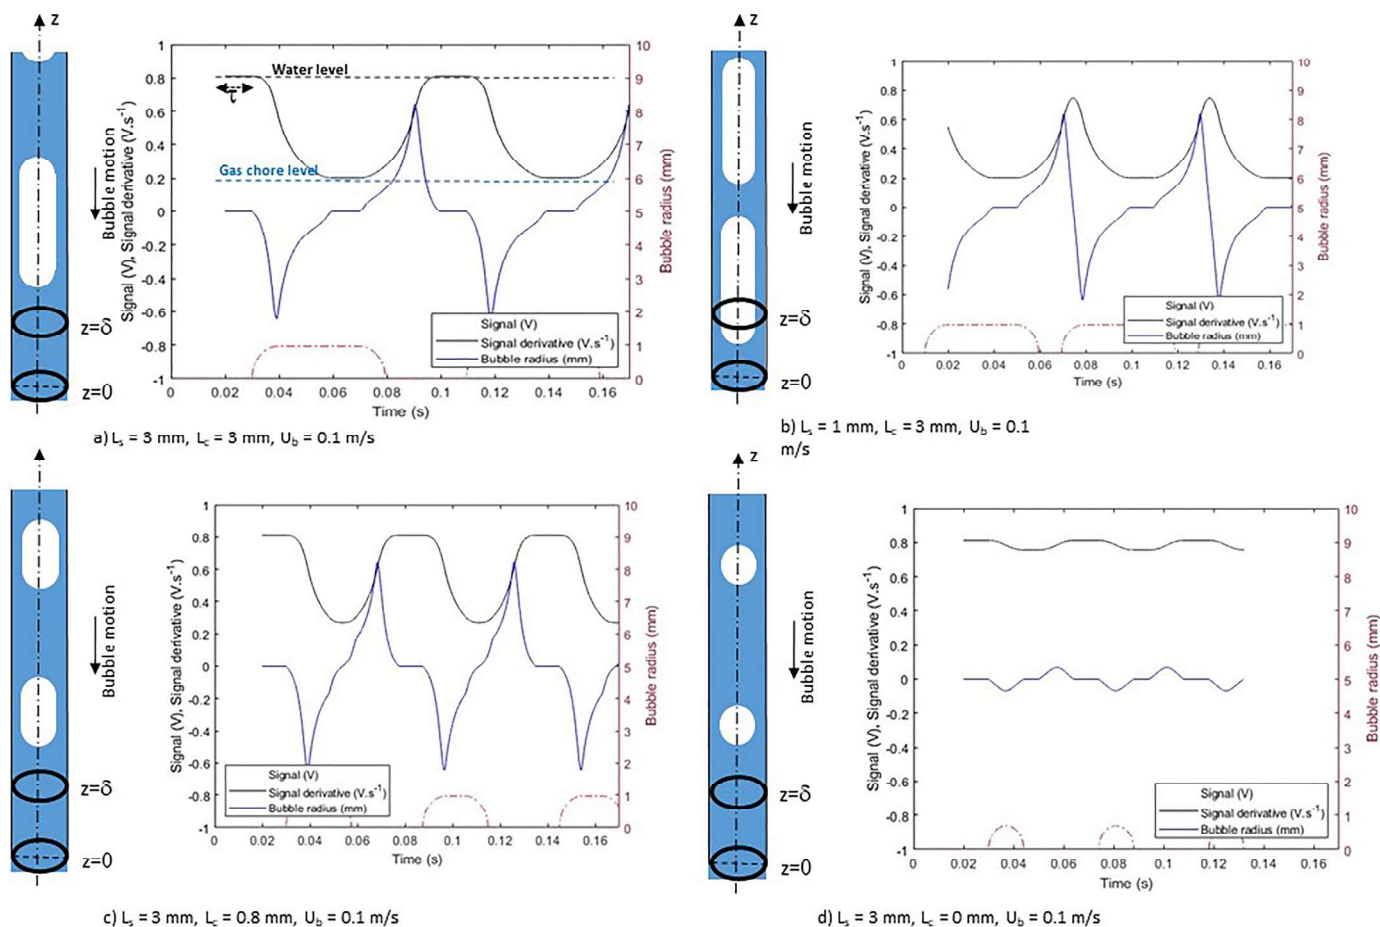 z
Bubble motion
z=δ
z=0
Signal (V), Signal derivative (V.s-1)
1
0.8
0.6
0.4
0.2
0
-0.2
-0.4
-0.6
-0.8
-1
Water level
τ
Gas chore level
Signal (V)
Signal derivative (V.s-1)
Bubble radius (mm)
0 0.02 0.04 0.06 0.08 0.1 0.12 0.14 0.16
Time (s)
10
9
8
7
6
5
4
3
2
1
0
Bubble radius (mm)
a) Ls = 3 mm, Lc = 3 mm, Ub = 0.1 m/s
z
Bubble motion
z=δ
z=0
Signal (V), Signal derivative (V.s-1)
1
0.8
0.6
0.4
0.2
0
-0.2
-0.4
-0.6
-0.8
-1
Signal (V)
Signal derivative (V.s-1)
Bubble radius (mm)
0 0.02 0.04 0.06 0.08 0.1 0.12 0.14 0.16
Time (s)
10
9
8
7
6
5
4
3
2
1
0
Bubble radius (mm)
b) Ls = 1 mm, Lc = 3 mm, Ub = 0.1
m/s
Bubble motion
z=δ
z=0
Signal (V), Signal derivative (V.s-1)
1
0.8
0.6
0.4
0.2
0
-0.2
-0.4
-0.6
-0.8
-1
Signal (V)
Signal derivative (V.s-1)
Bubble radius (mm)
0 0.02 0.04 0.06 0.08 0.1 0.12 0.14 0.16
Time (s)
10
9
8
7
6
5
4
3
2
1
0
Bubble radius (mm)
c) Ls = 3 mm, Lc = 0.8 mm, Ub = 0.1 m/s
z
Bubble motion
z=δ
z=0
Signal (V), Signal derivative (V.s-1)
1
0.8
0.6
0.4
0.2
0
-0.2
-0.4
-0.6
-0.8
-1
Signal (V)
Signal derivative (V.s-1)
Bubble radius (mm)
0 0.02 0.04 0.06 0.08 0.1 0.12 0.14 0.16
Time (s)
10
9
8
7
6
5
4
3
2
1
0
Bubble radius (mm)
d) Ls = 3 mm, Lc = 0 mm, Ub = 0.1 m/s